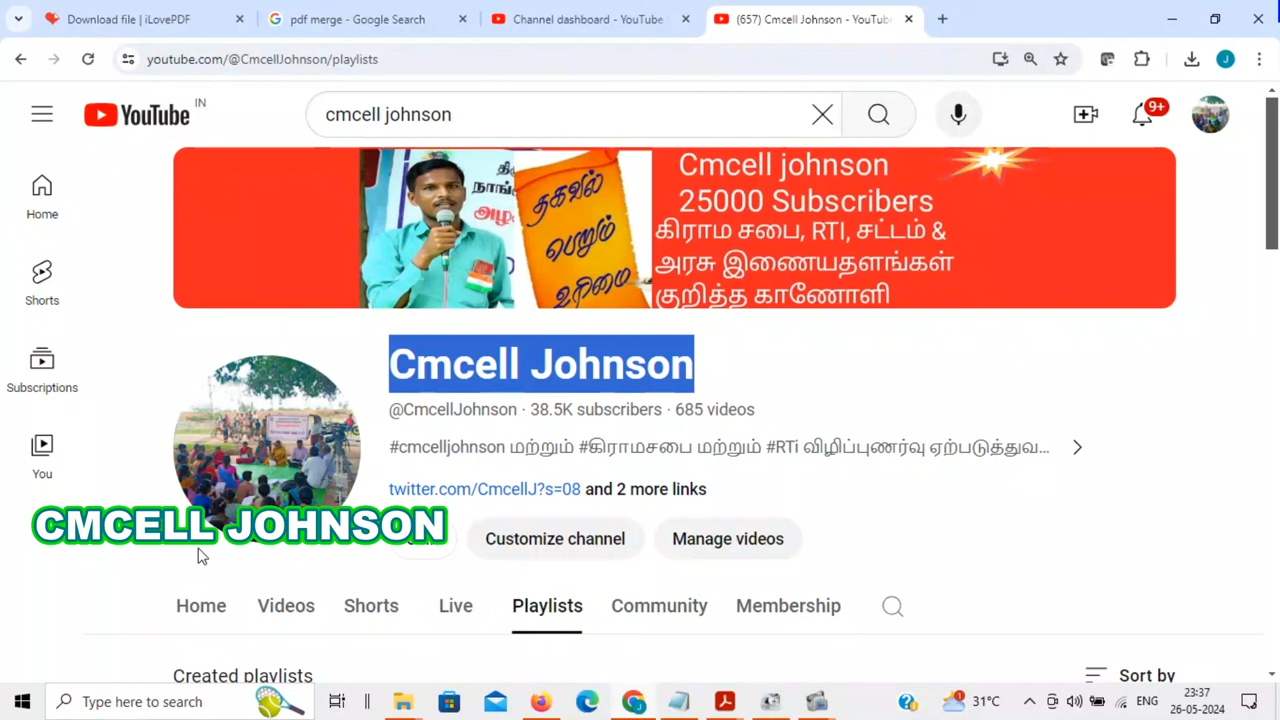 Download file | iLovePDF
pdf merge - Google Search
Channel dashboard - YouTube
(657) Cmcell Johnson - YouTube
youtube.com/@CmcellJohnson/playlists
J
YouTube IN
cmcell johnson
9+
Home
Shorts
Subscriptions
You
Cmcell johnson
25000 Subscribers
கிராம சபை, RTI, சட்டம் &
அரசு இணையதளங்கள்
குறித்த காணோளி
தகவல்
பெறும்
உரிமை
Cmcell Johnson
@CmcellJohnson · 38.5K subscribers · 685 videos
#cmcelljohnson மற்றும் #கிராமசபை மற்றும் #RTi விழிப்புணர்வு ஏற்படுத்துவ...
twitter.com/CmcellJ?s=08 and 2 more links
CMCELL JOHNSON
Customize channel
Manage videos
Home Videos Shorts Live Playlists Community Membership
Created playlists
Sort by
Type here to search
31°C
ENG
23:37
26-05-2024